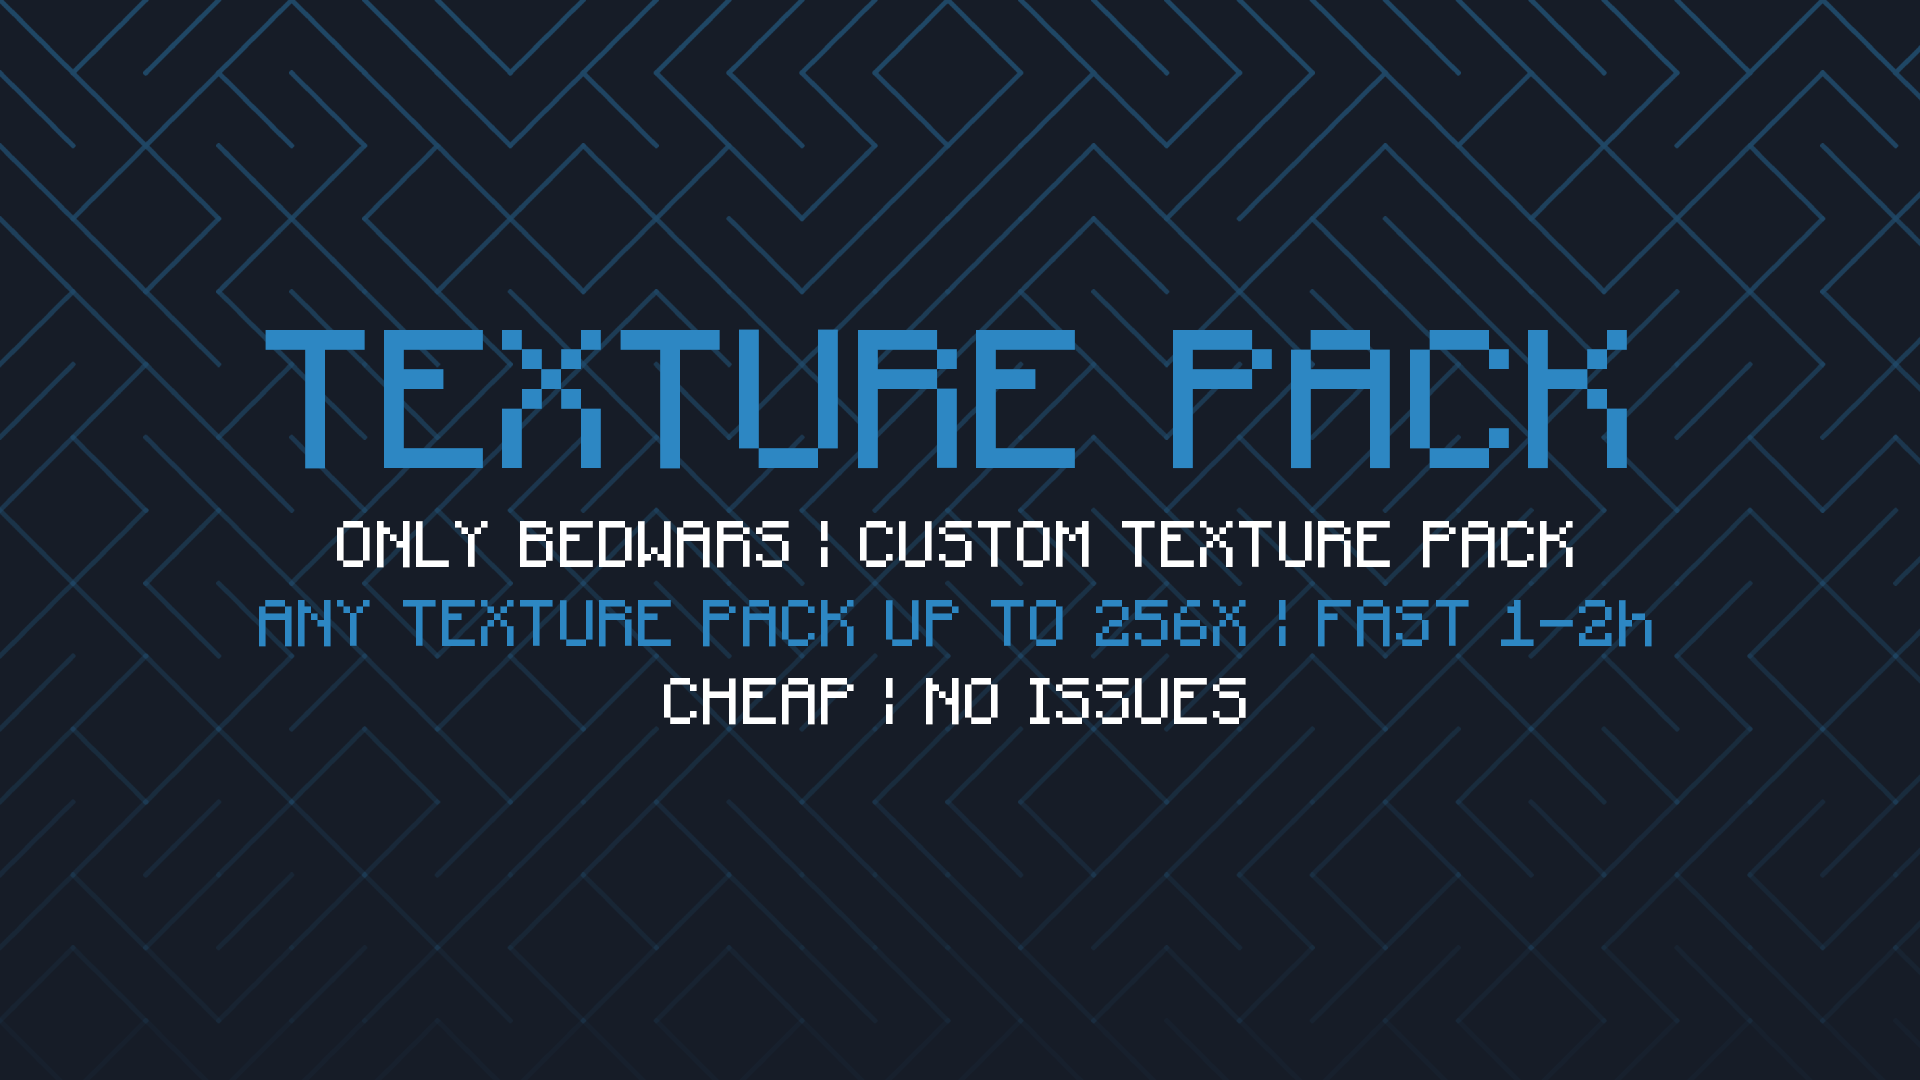 TEXTURE PACK
ONLY BEDWARS | CUSTOM TEXTURE PACK
ANY TEXTURE PACK UP TO 256X | FAST 1-2h
CHEAP | NO ISSUES